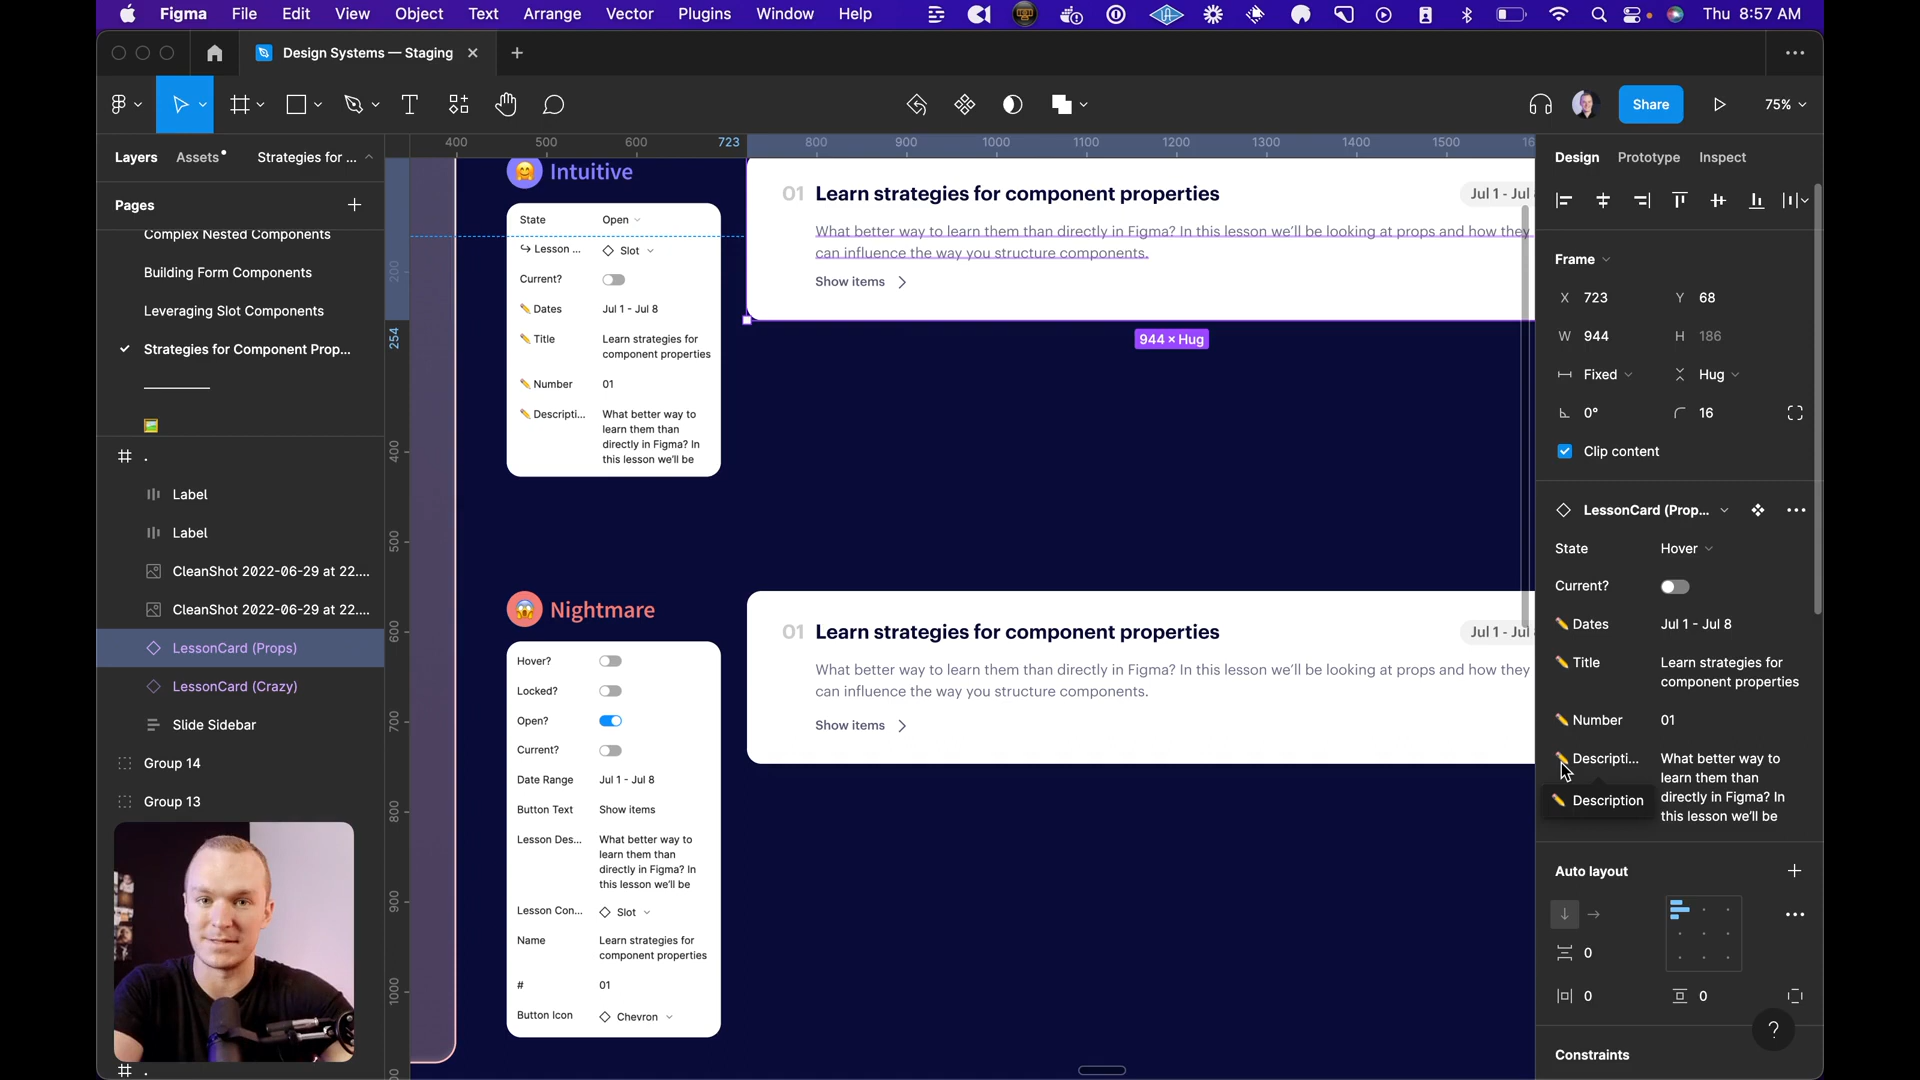 Figma File Edit View Object Text Arrange Vector Plugins Window Help Thu 8:57 AM
Design Systems — Staging
Share 75%
Layers Assets Strategies for ...
Pages
Complex Nested Components
Building Form Components
Leveraging Slot Components
Strategies for Component Prop...
.
Label
Label
CleanShot 2022-06-29 at 22....
CleanShot 2022-06-29 at 22....
LessonCard (Props)
LessonCard (Crazy)
Slide Sidebar
Group 14
Group 13
.
400 500 600 723 800 900 1000 1100 1200 1300 1400 1500 16
200
254
400
500
600
700
800
900
1000
Intuitive
State Open
↪ Lesson ... Slot
Current?
✏️ Dates Jul 1 - Jul 8
✏️ Title Learn strategies for
component properties
✏️ Number 01
✏️ Descripti... What better way to
learn them than
directly in Figma? In
this lesson we'll be
01 Learn strategies for component properties Jul 1 - Jul
What better way to learn them than directly in Figma? In this lesson we'll be looking at props and how they
can influence the way you structure components.
Show items
944 × Hug
Nightmare
Hover?
Locked?
Open?
Current?
Date Range Jul 1 - Jul 8
Button Text Show items
Lesson Des... What better way to
learn them than
directly in Figma? In
this lesson we'll be
Lesson Con... Slot
Name Learn strategies for
component properties
# 01
Button Icon Chevron
01 Learn strategies for component properties Jul 1 - Jul
What better way to learn them than directly in Figma? In this lesson we'll be looking at props and how they
can influence the way you structure components.
Show items
Design Prototype Inspect
Frame
X 723 Y 68
W 944 H 186
Fixed Hug
0° 16
Clip content
LessonCard (Prop...
State Hover
Current?
✏️ Dates Jul 1 - Jul 8
✏️ Title Learn strategies for
component properties
✏️ Number 01
✏️ Descripti... What better way to
learn them than
directly in Figma? In
this lesson we'll be
✏️ Description
Auto layout
0
0 0
?
Constraints